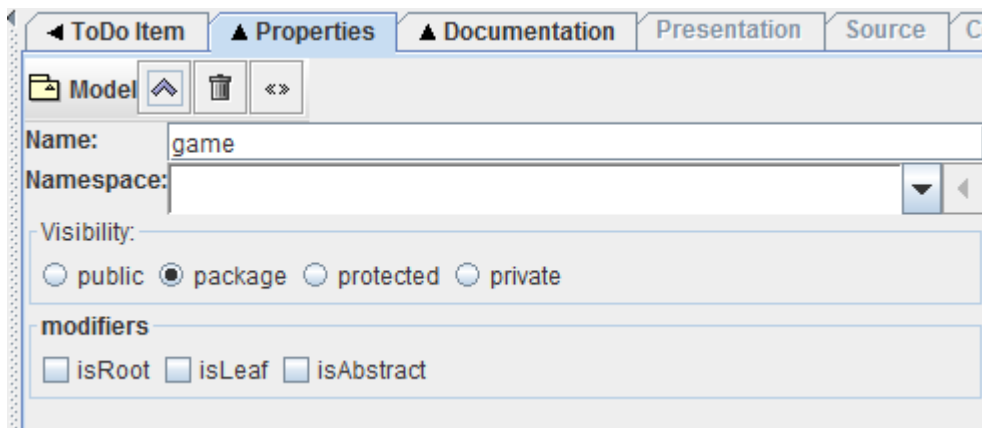 ToDo Item Properties Documentation Presentation Source C
Model «»
Name: game
Namespace:
Visibility:
public package protected private
modifiers
isRoot isLeaf isAbstract